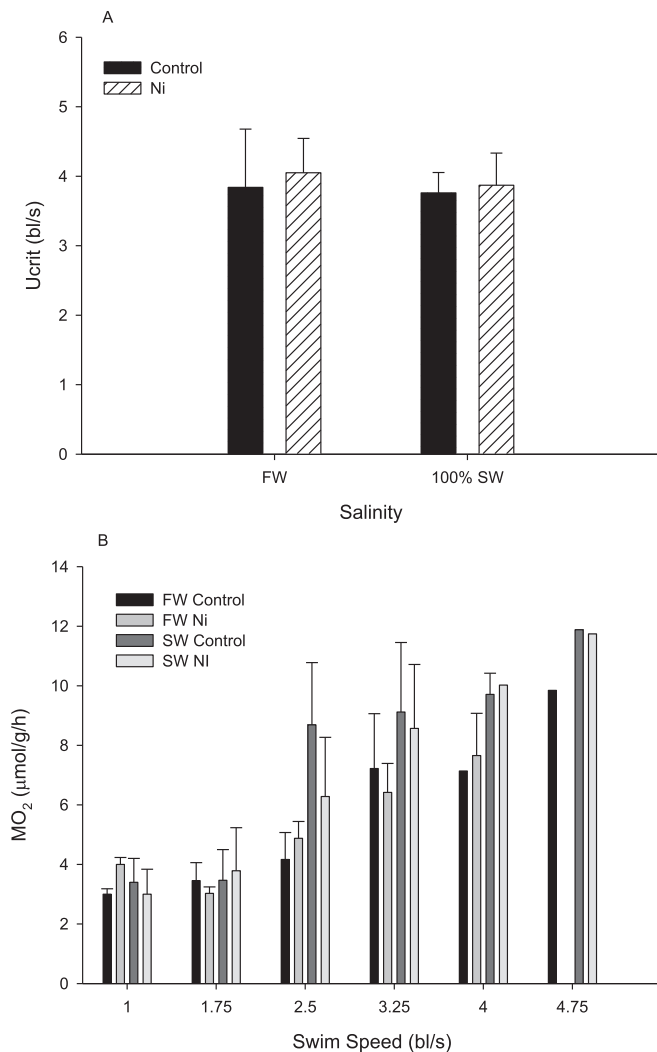 A
6
Control
Ni
5
4
3
2
1
0
Ucrit (bl/s)
FW
100% SW
Salinity
B
14
FW Control
FW Ni
SW Control
SW NI
12
10
8
6
4
2
0
MO₂ (μmol/g/h)
1
1.75
2.5
3.25
4
4.75
Swim Speed (bl/s)